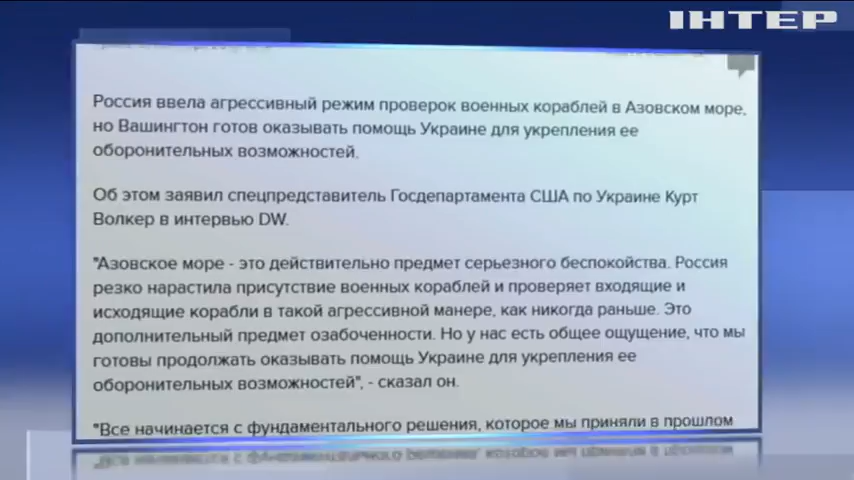 ІНТЕР
Россия ввела агрессивный режим проверок военных кораблей в Азовском море,
но Вашингтон готов оказывать помощь Украине для укрепления ее
оборонительных возможностей.
Об этом заявил спецпредставитель Госдепартамента США по Украине Курт
Волкер в интервью DW.
"Азовское море - это действительно предмет серьезного беспокойства. Россия
резко нарастила присутствие военных кораблей и проверяет входящие и
исходящие корабли в такой агрессивной манере, как никогда раньше. Это
дополнительный предмет озабоченности. Но у нас есть общее ощущение, что мы
готовы продолжать оказывать помощь Украине для укрепления ее
оборонительных возможностей", - сказал он.
"Все начинается с фундаментального решения, которое мы приняли в прошлом